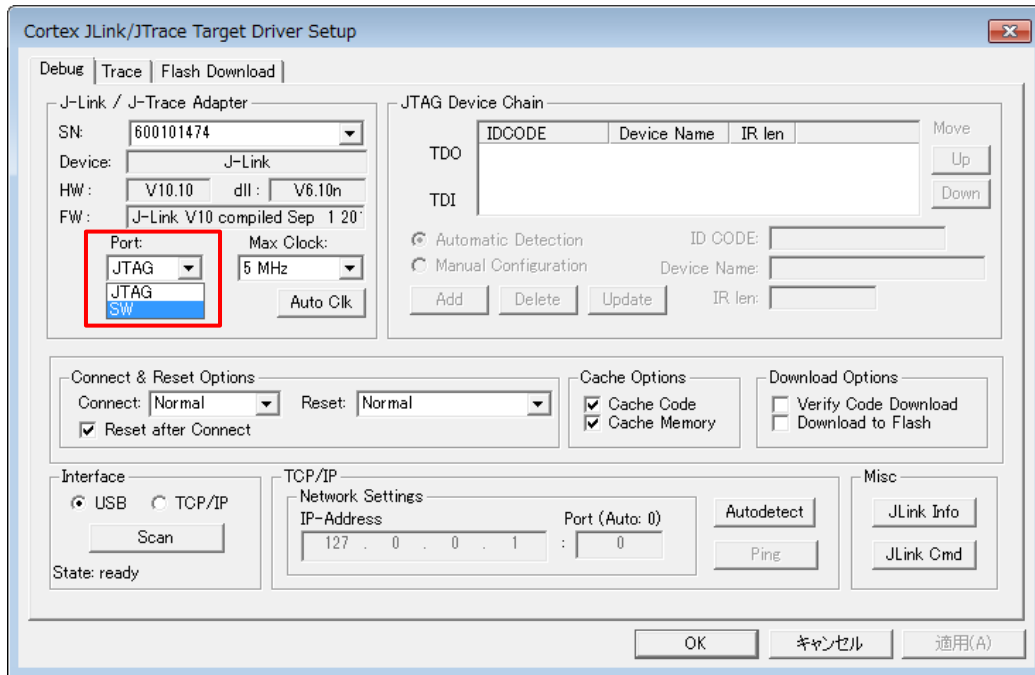 Cortex JLink/JTrace Target Driver Setup
Debug Trace Flash Download
J-Link / J-Trace Adapter
SN: 600101474
Device: J-Link
HW : V10.10 dll : V6.10n
FW : J-Link V10 compiled Sep 1 20
Port: Max Clock:
JTAG 5 MHz
JTAG
SW
Auto Clk
JTAG Device Chain
IDCODE Device Name IR len
TDO
TDI
Move
Up
Down
Automatic Detection ID CODE:
Manual Configuration Device Name:
Add Delete Update IR len:
Connect & Reset Options
Connect: Normal Reset: Normal
Reset after Connect
Cache Options
Cache Code
Cache Memory
Download Options
Verify Code Download
Download to Flash
Interface
USB TCP/IP
Scan
State: ready
TCP/IP
Network Settings
IP-Address Port (Auto: 0)
127 . 0 . 0 . 1 : 0
Autodetect
Ping
Misc
JLink Info
JLink Cmd
OK キャンセル 適用(A)